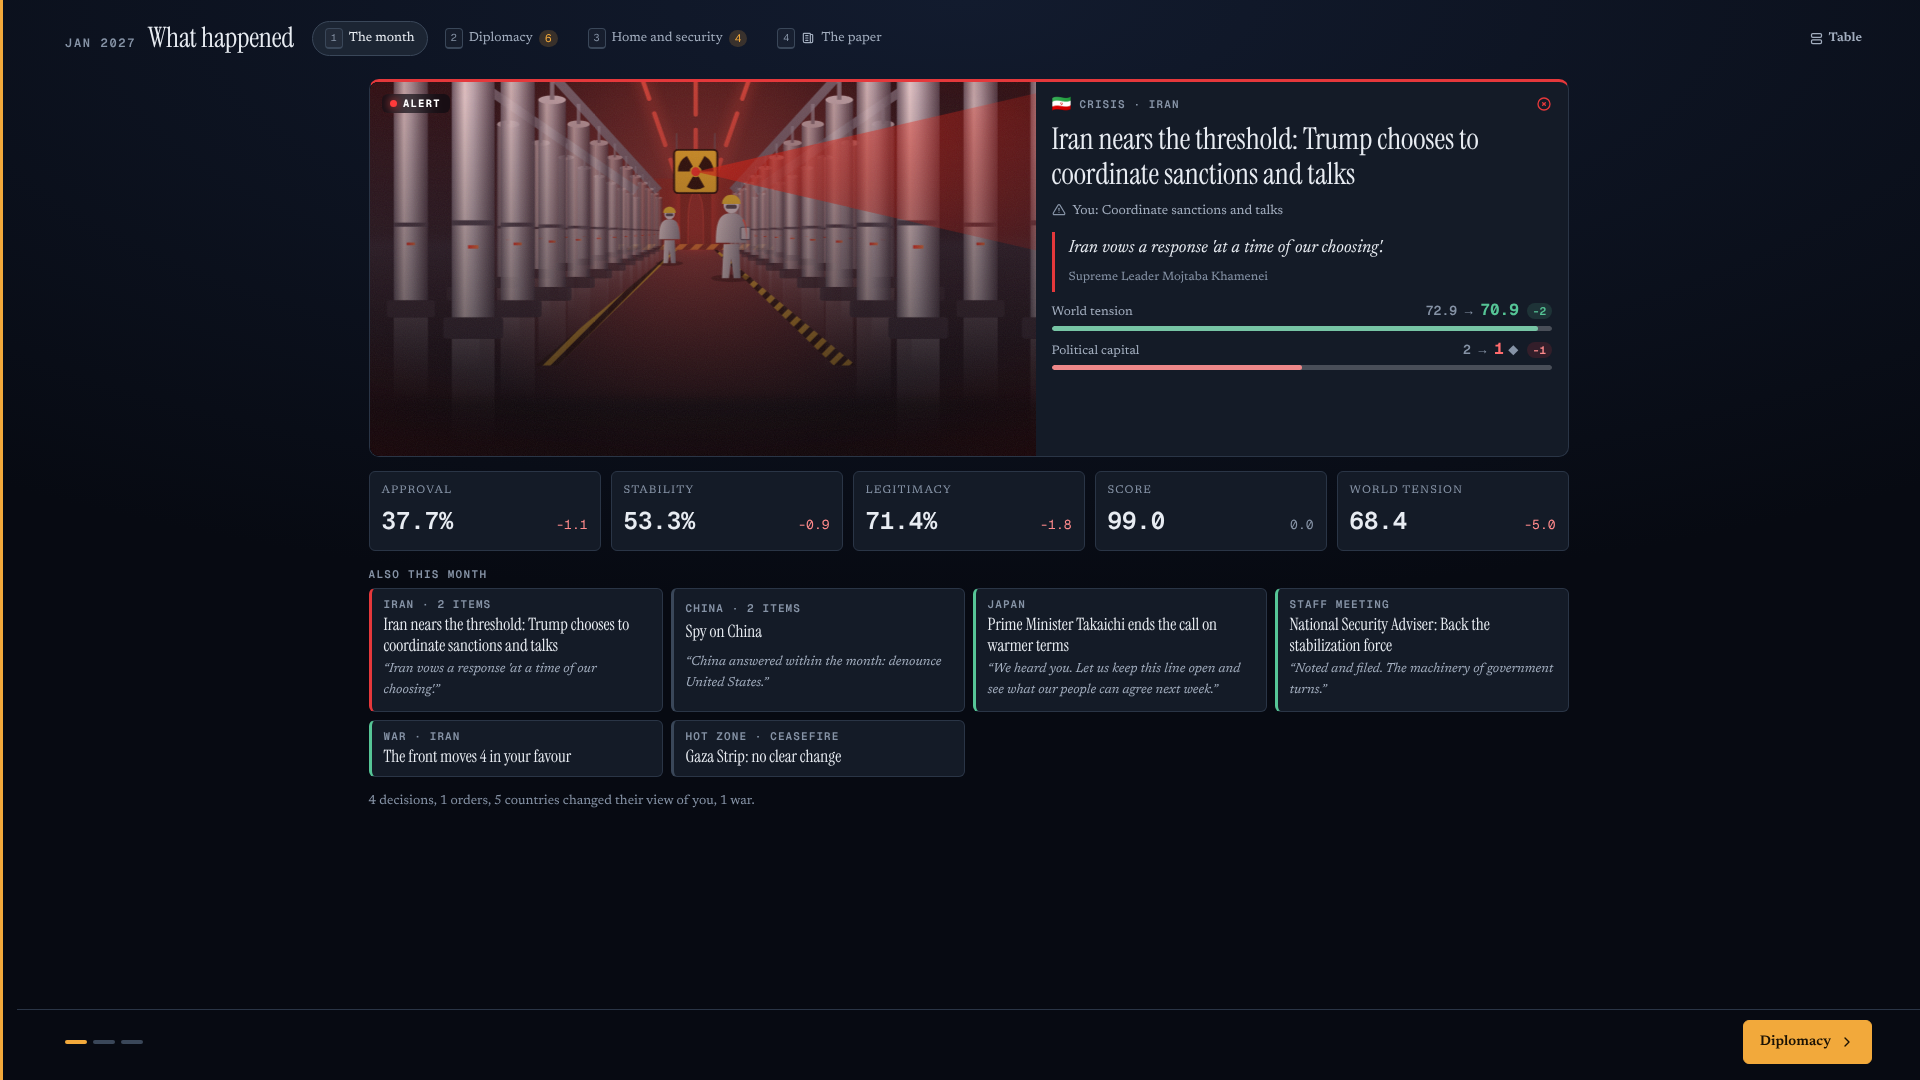 JAN 2027 What happened 1 The month 2 Diplomacy 6 3 Home and security 4 4 The paper Table
ALERT
CRISIS · IRAN
Iran nears the threshold: Trump chooses to
coordinate sanctions and talks
You: Coordinate sanctions and talks
Iran vows a response 'at a time of our choosing'.
Supreme Leader Mojtaba Khamenei
World tension 72.9 → 70.9 -2
Political capital 2 → 1 ◆ -1
APPROVAL
37.7% -1.1
STABILITY
53.3% -0.9
LEGITIMACY
71.4% -1.8
SCORE
99.0 0.0
WORLD TENSION
68.4 -5.0
ALSO THIS MONTH
IRAN · 2 ITEMS
Iran nears the threshold: Trump chooses to
coordinate sanctions and talks
“Iran vows a response 'at a time of our
choosing'.”
CHINA · 2 ITEMS
Spy on China
“China answered within the month: denounce
United States.”
JAPAN
Prime Minister Takaichi ends the call on
warmer terms
“We heard you. Let us keep this line open and
see what our people can agree next week.”
STAFF MEETING
National Security Adviser: Back the
stabilization force
“Noted and filed. The machinery of government
turns.”
WAR · IRAN
The front moves 4 in your favour
HOT ZONE · CEASEFIRE
Gaza Strip: no clear change
4 decisions, 1 orders, 5 countries changed their view of you, 1 war.
Diplomacy